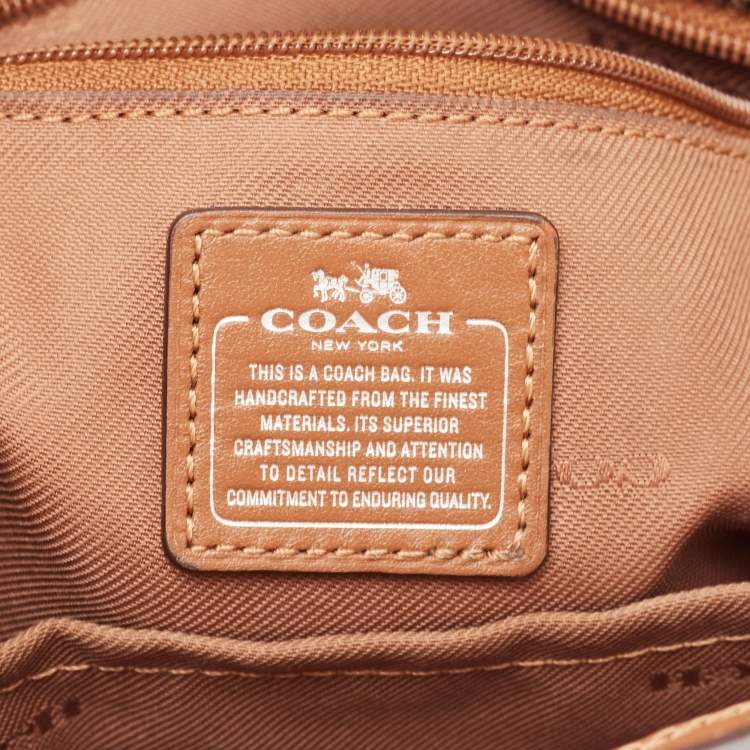 COACH
NEW YORK
THIS IS A COACH BAG. IT WAS
HANDCRAFTED FROM THE FINEST
MATERIALS. ITS SUPERIOR
CRAFTSMANSHIP AND ATTENTION
TO DETAIL REFLECT OUR
COMMITMENT TO ENDURING QUALITY.